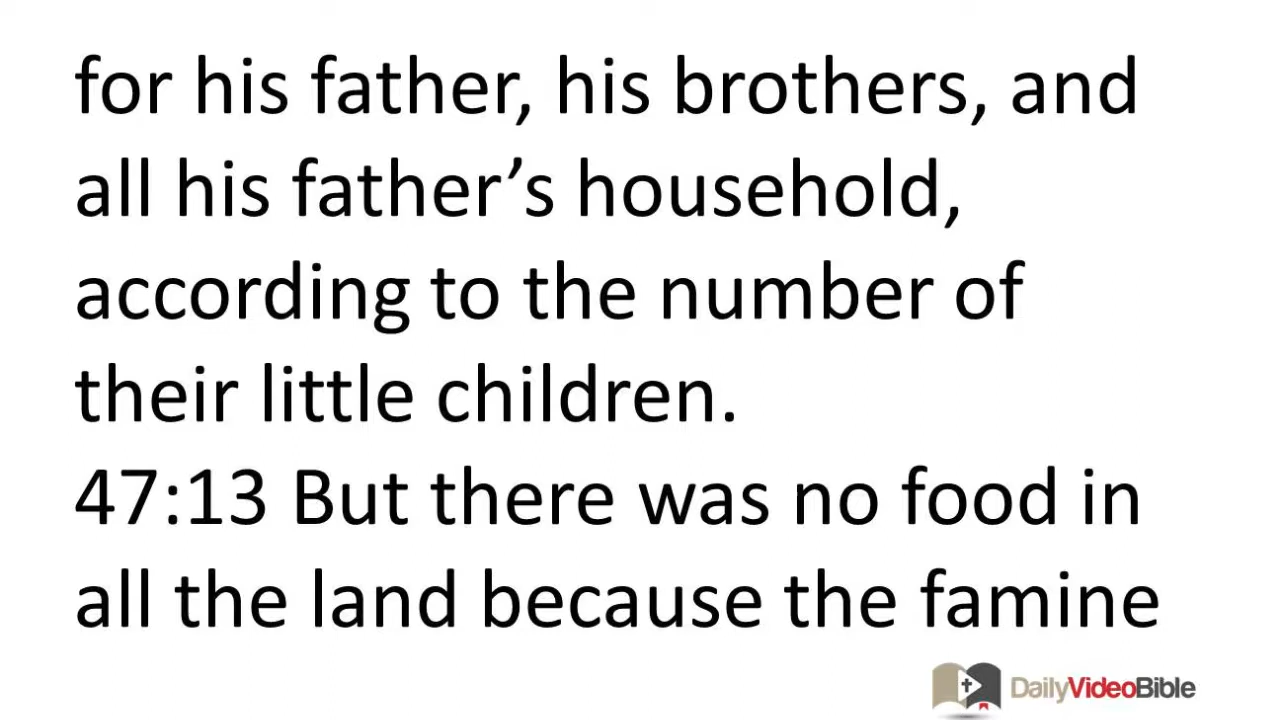 for his father, his brothers, and
all his father’s household,
according to the number of
their little children.
47:13 But there was no food in
all the land because the famine
DailyVideoBible